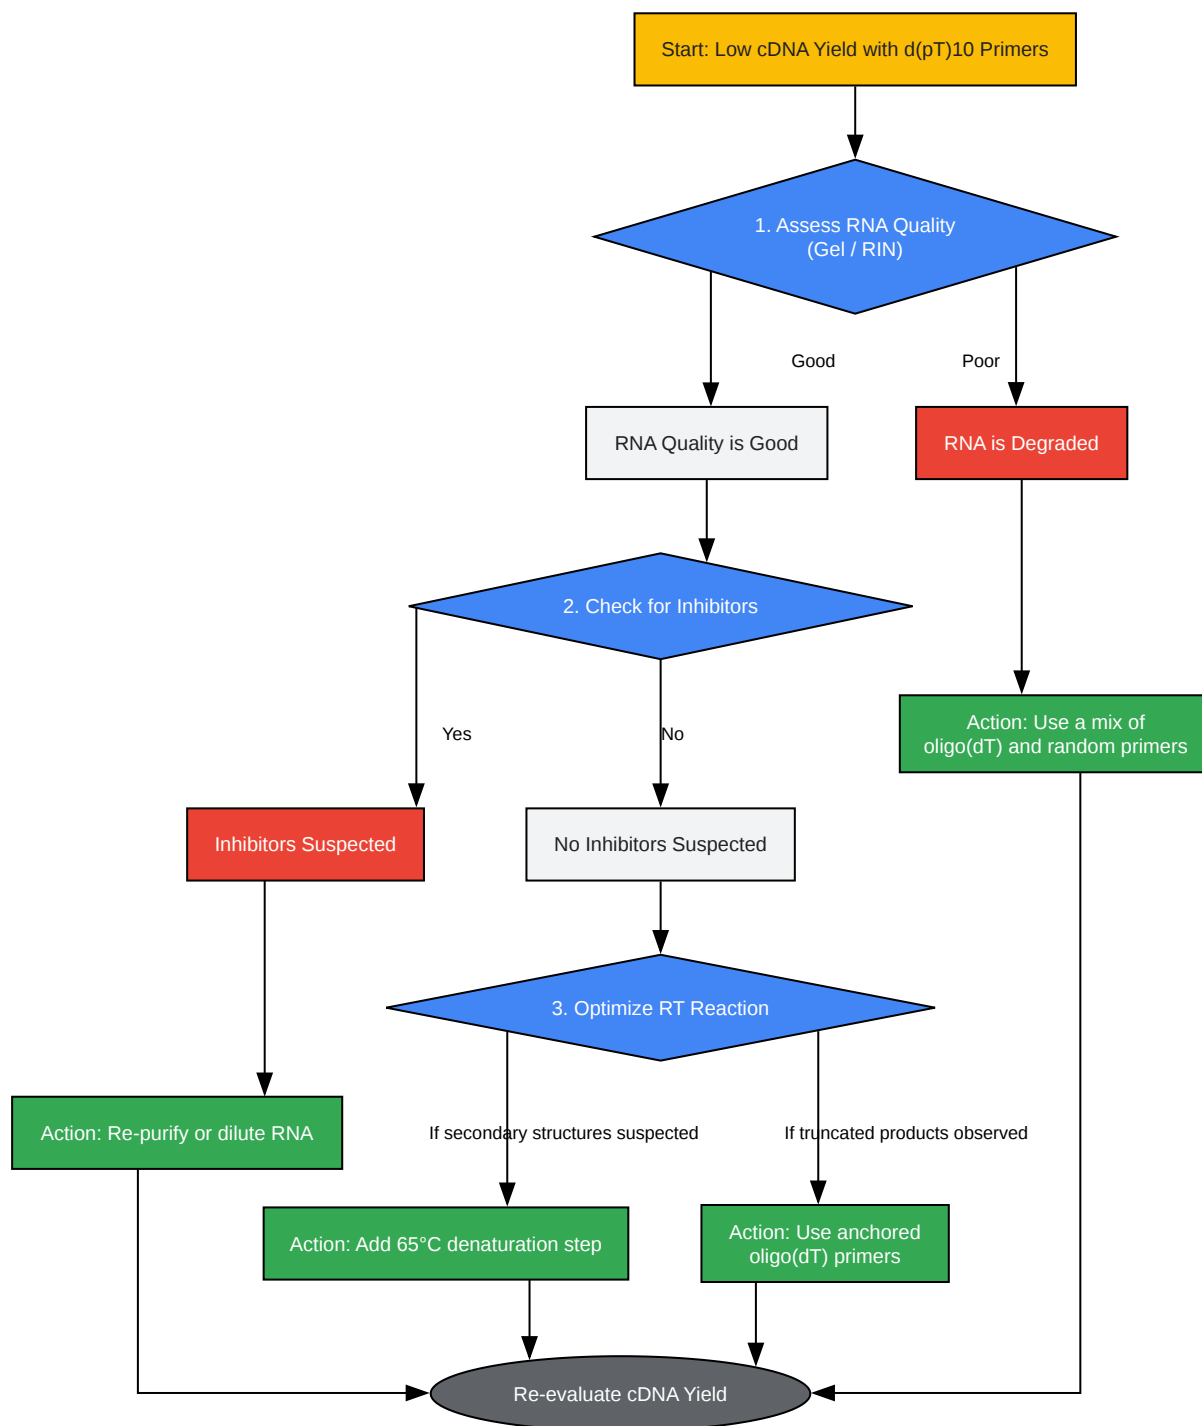 Start: Low cDNA Yield with d(pT)10 Primers
1. Assess RNA Quality
(Gel / RIN)
Good
Poor
RNA Quality is Good
RNA is Degraded
2. Check for Inhibitors
Action: Use a mix of
oligo(dT) and random primers
Yes
No
Inhibitors Suspected
No Inhibitors Suspected
3. Optimize RT Reaction
Action: Re-purify or dilute RNA
If secondary structures suspected
If truncated products observed
Action: Add 65°C denaturation step
Action: Use anchored
oligo(dT) primers
Re-evaluate cDNA Yield